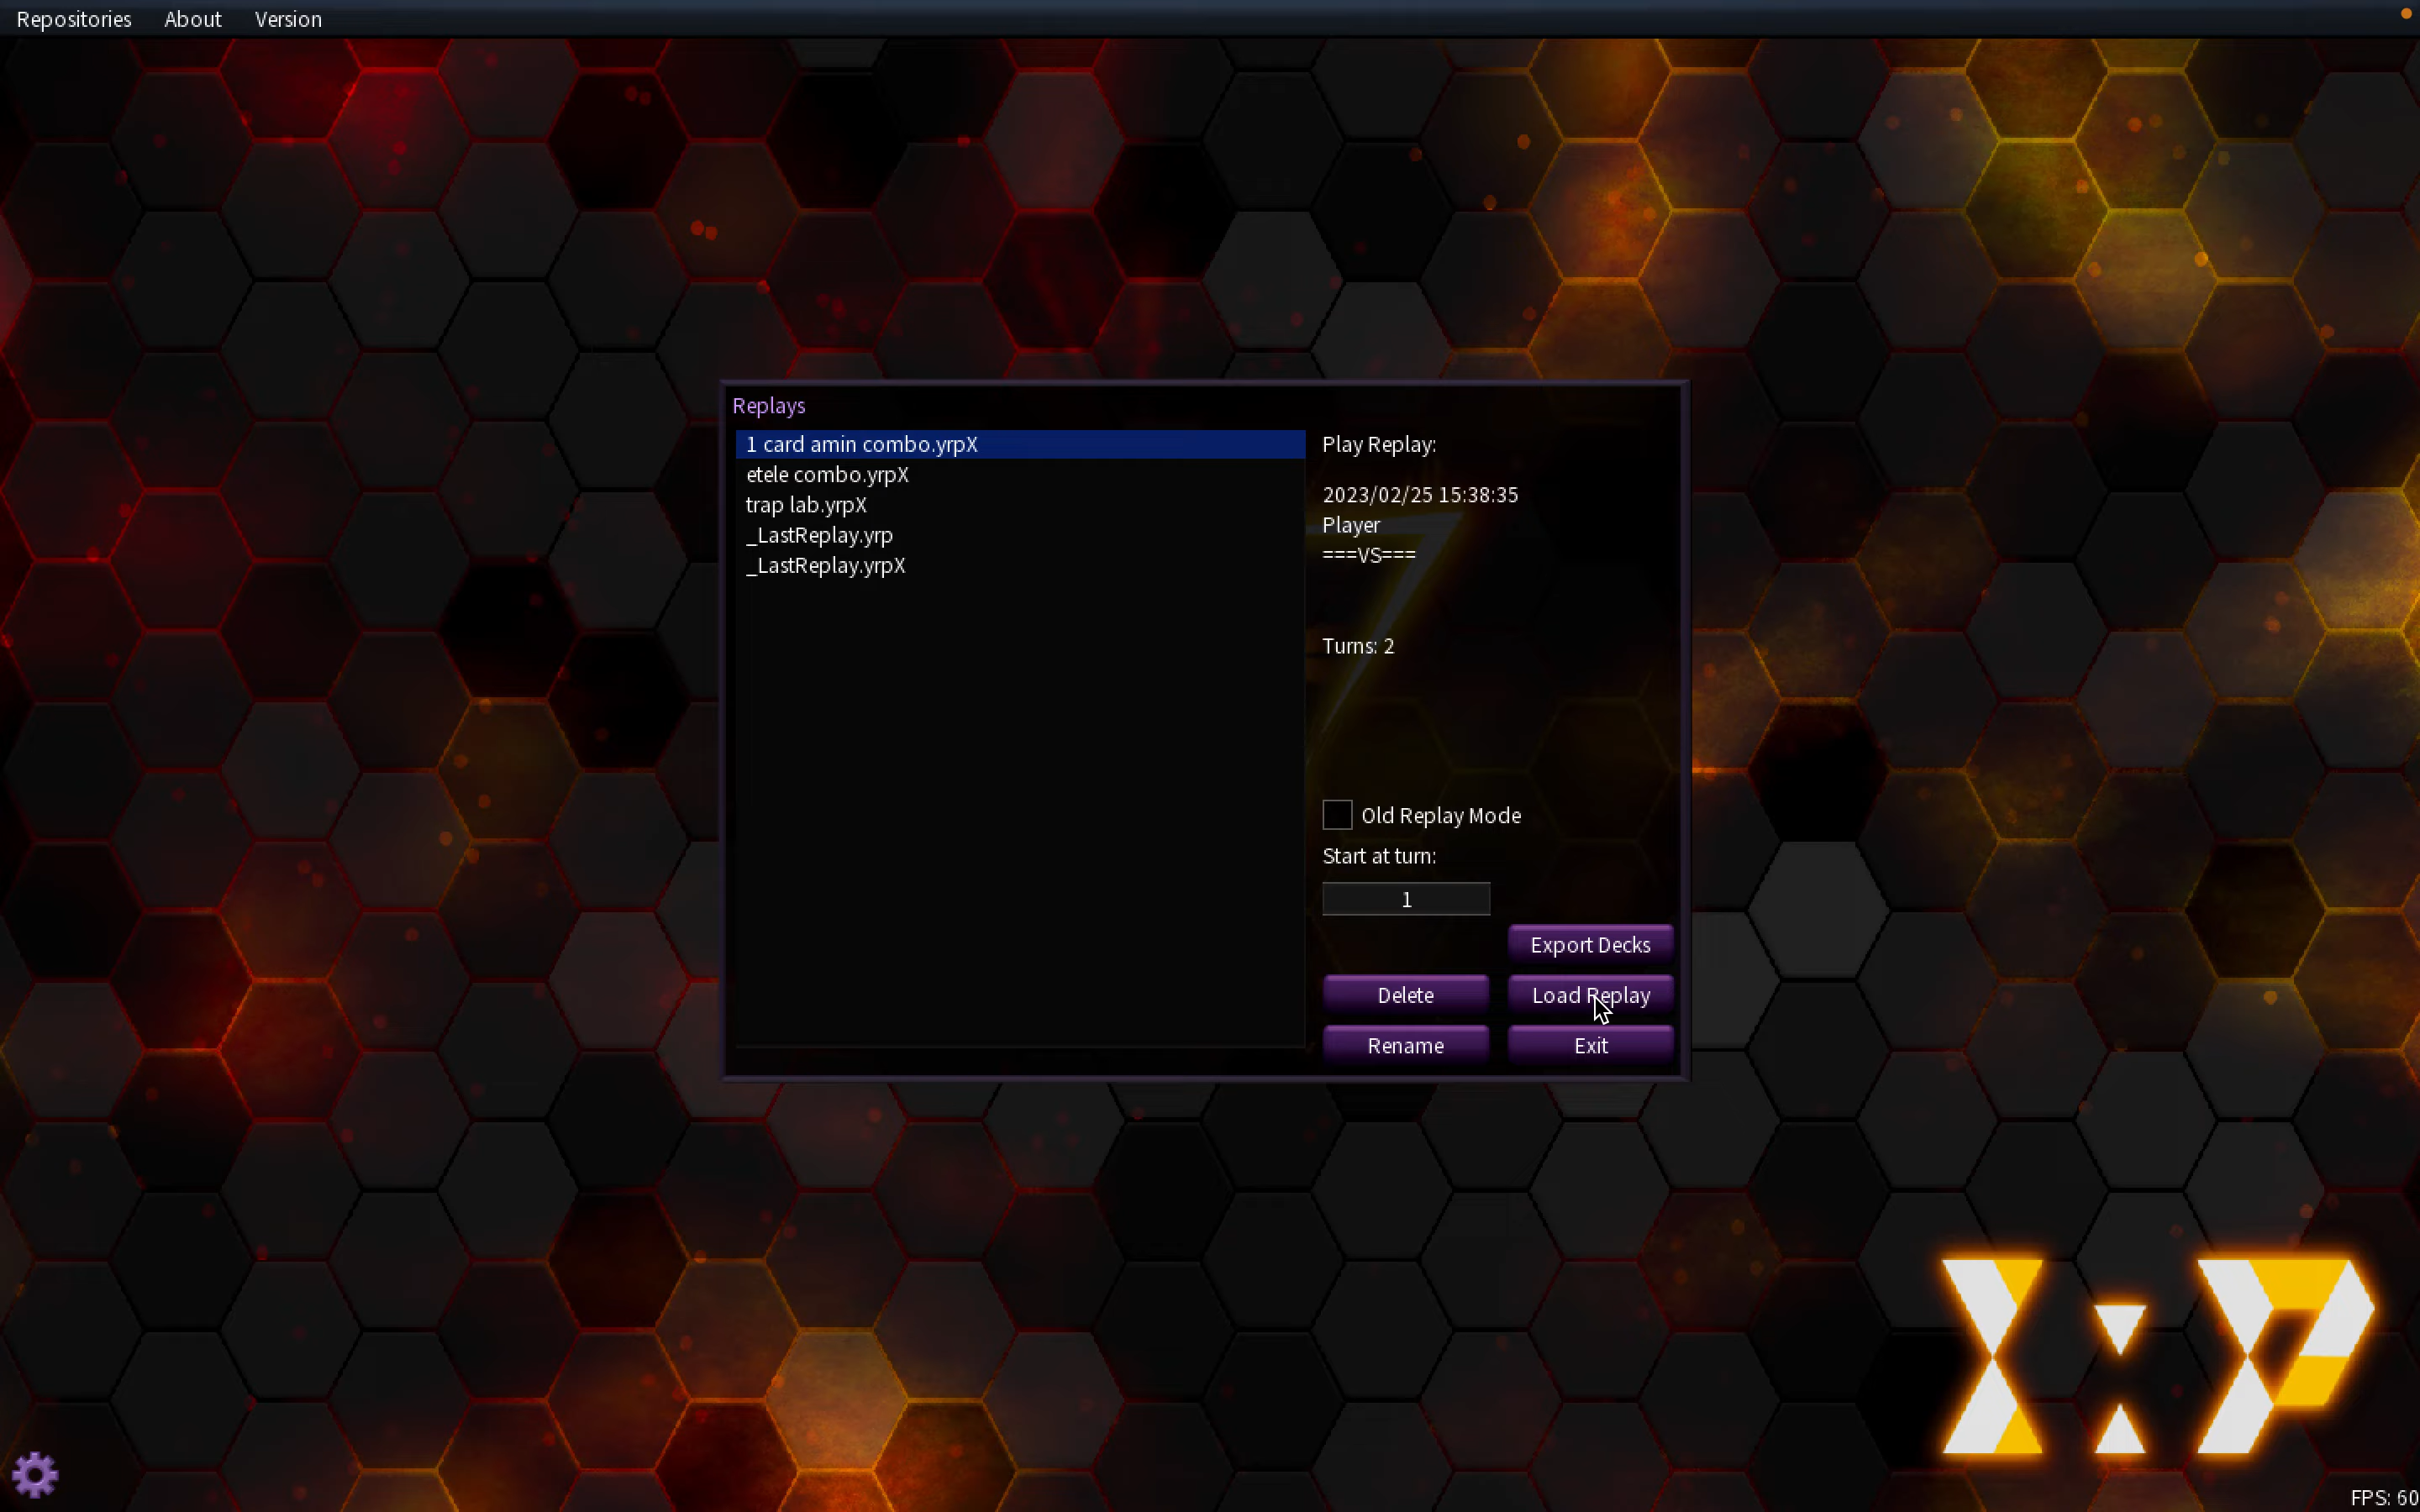 Repositories About Version
Replays
1 card amin combo.yrpX
etele combo.yrpX
trap lab.yrpX
_LastReplay.yrp
_LastReplay.yrpX
Play Replay:
2023/02/25 15:38:35
Player
===VS===
Turns: 2
Old Replay Mode
Start at turn:
1
Export Decks
Delete Load Replay
Rename Exit
X:P
FPS: 60